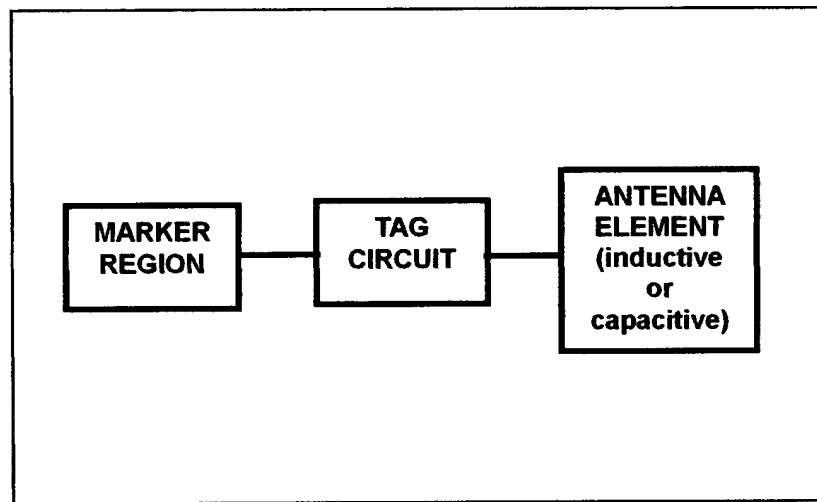 MARKER
REGION
TAG
CIRCUIT
ANTENNA
ELEMENT
(inductive
or
capacitive)